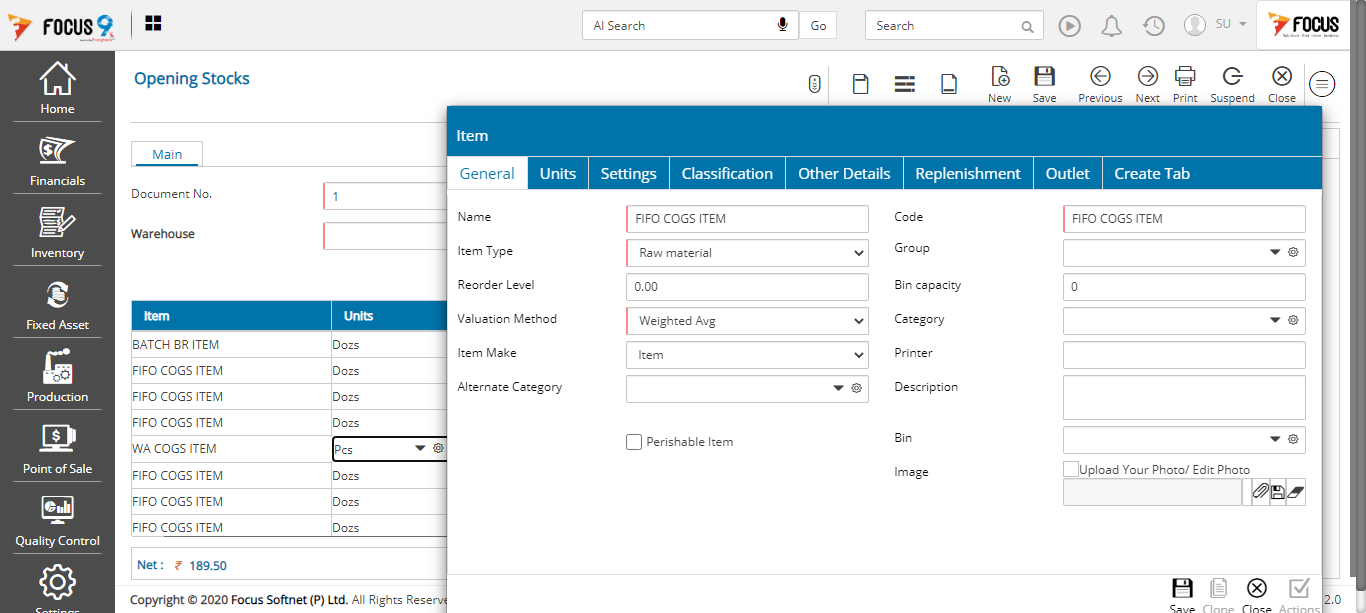 FOCUS 9
AI Search
Go
Search
SU
FOCUS
Home
Financials
Inventory
Fixed Asset
Production
Point of Sale
Quality Control
Settings
Opening Stocks
New
Save
Previous
Next
Print
Suspend
Close
Main
Document No.
1
Warehouse
Item Units
BATCH BR ITEM Dozs
FIFO COGS ITEM Dozs
FIFO COGS ITEM Dozs
FIFO COGS ITEM Dozs
WA COGS ITEM Pcs
FIFO COGS ITEM Dozs
FIFO COGS ITEM Dozs
FIFO COGS ITEM Dozs
Net : ₹ 189.50
Copyright © 2020 Focus Softnet (P) Ltd. All Rights Reserve
2.0
Item
General Units Settings Classification Other Details Replenishment Outlet Create Tab
Name FIFO COGS ITEM Code FIFO COGS ITEM
Item Type Raw material Group
Reorder Level 0.00 Bin capacity 0
Valuation Method Weighted Avg Category
Item Make Item Printer
Alternate Category Description
Perishable Item Bin
Image Upload Your Photo/ Edit Photo
Save Clone Close Actions